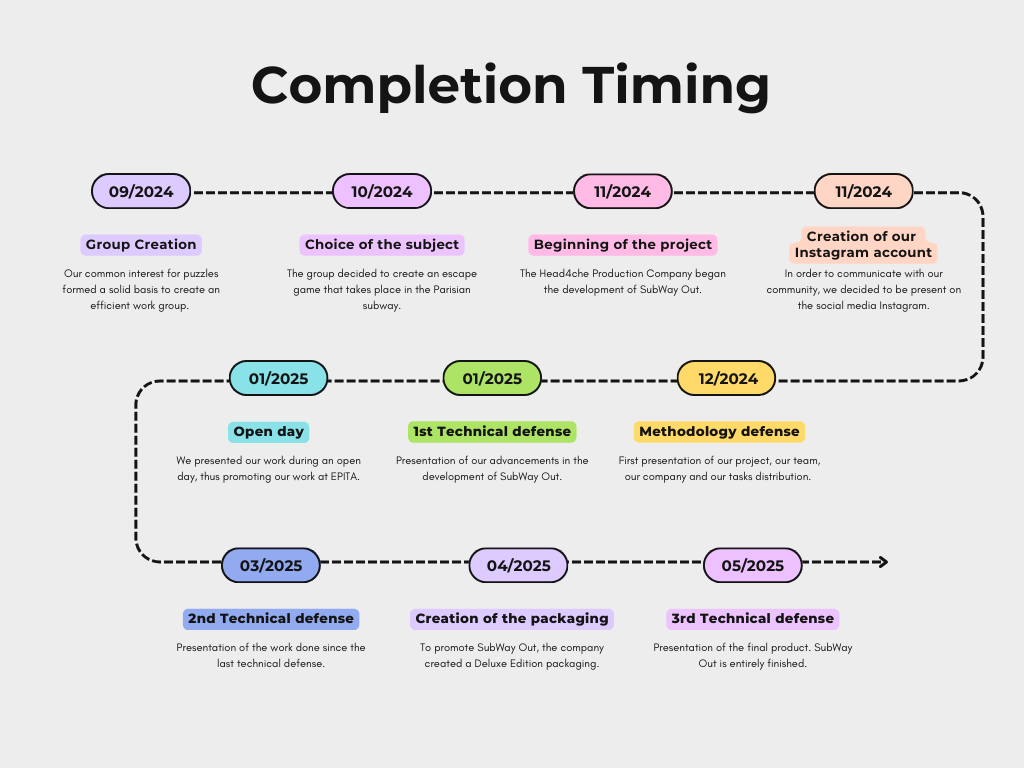 Completion Timing
09/2024
Group Creation
Our common interest for puzzles
formed a solid basis to create an
efficient work group.
10/2024
Choice of the subject
The group decided to create an escape
game that takes place in the Parisian
subway.
11/2024
Beginning of the project
The Head4che Production Company began
the development of SubWay Out.
11/2024
Creation of our
Instagram account
In order to communicate with our
community, we decided to be present on
the social media Instagram.
12/2024
Methodology defense
First presentation of our project, our team,
our company and our tasks distribution.
01/2025
1st Technical defense
Presentation of our advancements in the
development of SubWay Out.
01/2025
Open day
We presented our work during an open
day, thus promoting our work at EPITA.
03/2025
2nd Technical defense
Presentation of the work done since the
last technical defense.
04/2025
Creation of the packaging
To promote SubWay Out, the company
created a Deluxe Edition packaging.
05/2025
3rd Technical defense
Presentation of the final product. SubWay
Out is entirely finished.